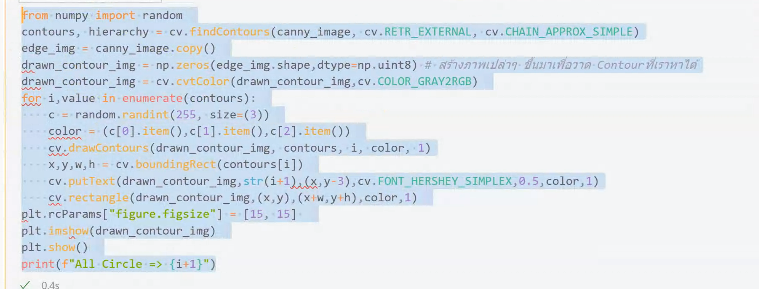 from numpy import random
contours, hierarchy = cv.findContours(canny_image, cv.RETR_EXTERNAL, cv.CHAIN_APPROX_SIMPLE)
edge_img = canny_image.copy()
drawn_contour_img = np.zeros(edge_img.shape,dtype=np.uint8) # สร้างภาพเปล่าๆ ขึ้นมาเพื่อวาด Contour ที่เราหาได้
drawn_contour_img = cv.cvtColor(drawn_contour_img,cv.COLOR_GRAY2RGB)
for i,value in enumerate(contours):
    c = random.randint(255, size=(3))
    color = (c[0].item(),c[1].item(),c[2].item())
    cv.drawContours(drawn_contour_img, contours, i, color, 1)
    x,y,w,h = cv.boundingRect(contours[i])
    cv.putText(drawn_contour_img,str(i+1),(x,y-3),cv.FONT_HERSHEY_SIMPLEX,0.5,color,1)
    cv.rectangle(drawn_contour_img,(x,y),(x+w,y+h),color,1)
plt.rcParams["figure.figsize"] = [15, 15]
plt.imshow(drawn_contour_img)
plt.show()
print(f"All Circle => {i+1}")
0.4s